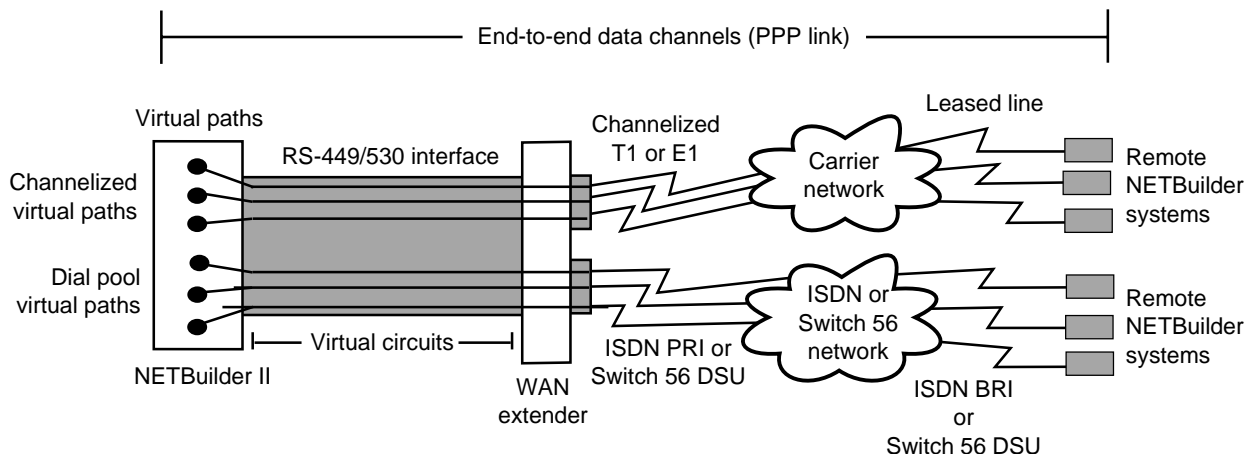 End-to-end data channels (PPP link)
Virtual paths
RS-449/530 interface
Channelized
T1 or E1
Leased line
Carrier
network
Remote
NETBuilder
systems
Channelized
virtual paths
Dial pool
virtual paths
ISDN or
Switch 56
network
Remote
NETBuilder
systems
Virtual circuits
NETBuilder II
WAN
extender
ISDN PRI or
Switch 56 DSU
ISDN BRI
or
Switch 56 DSU